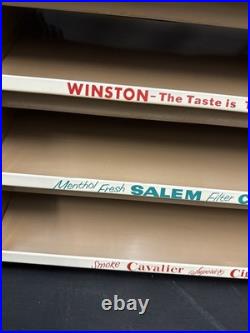 WINSTON - The Taste is
Menthol Fresh SALEM Filter
Smoke Cavalier